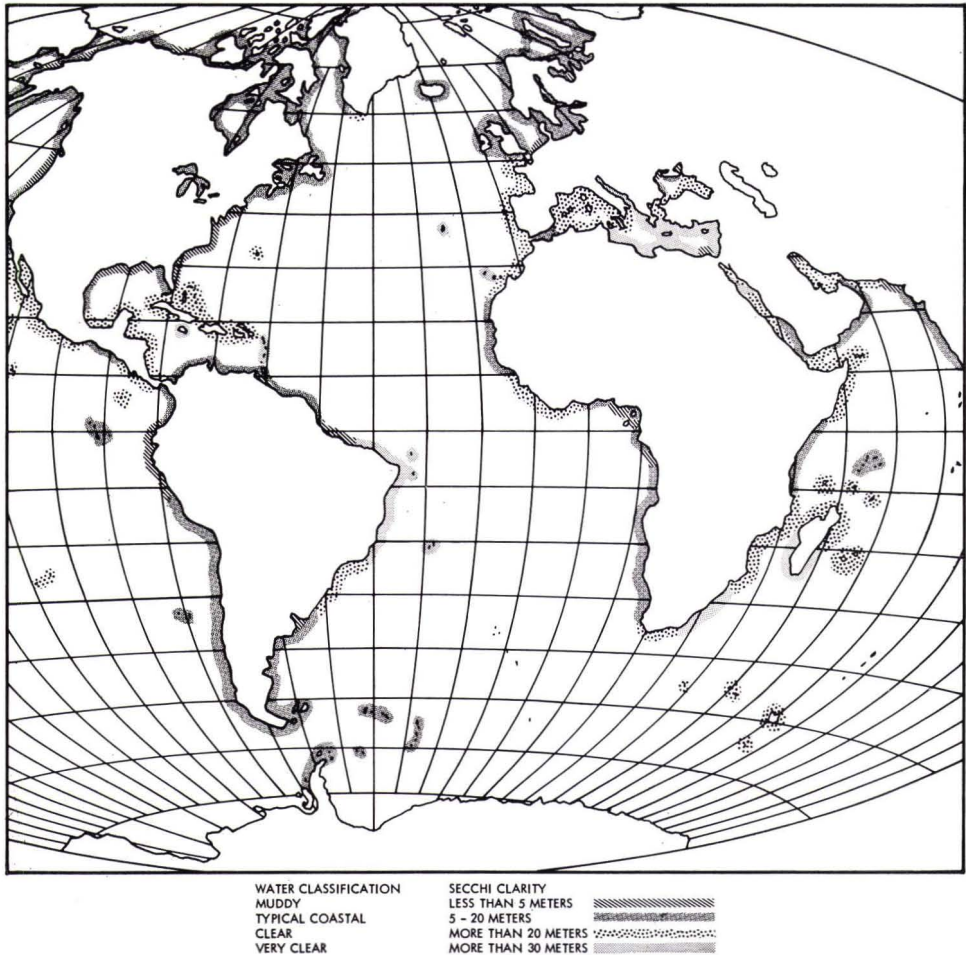 WATER CLASSIFICATION SECCHI CLARITY
MUDDY LESS THAN 5 METERS
TYPICAL COASTAL 5 - 20 METERS
CLEAR MORE THAN 20 METERS
VERY CLEAR MORE THAN 30 METERS